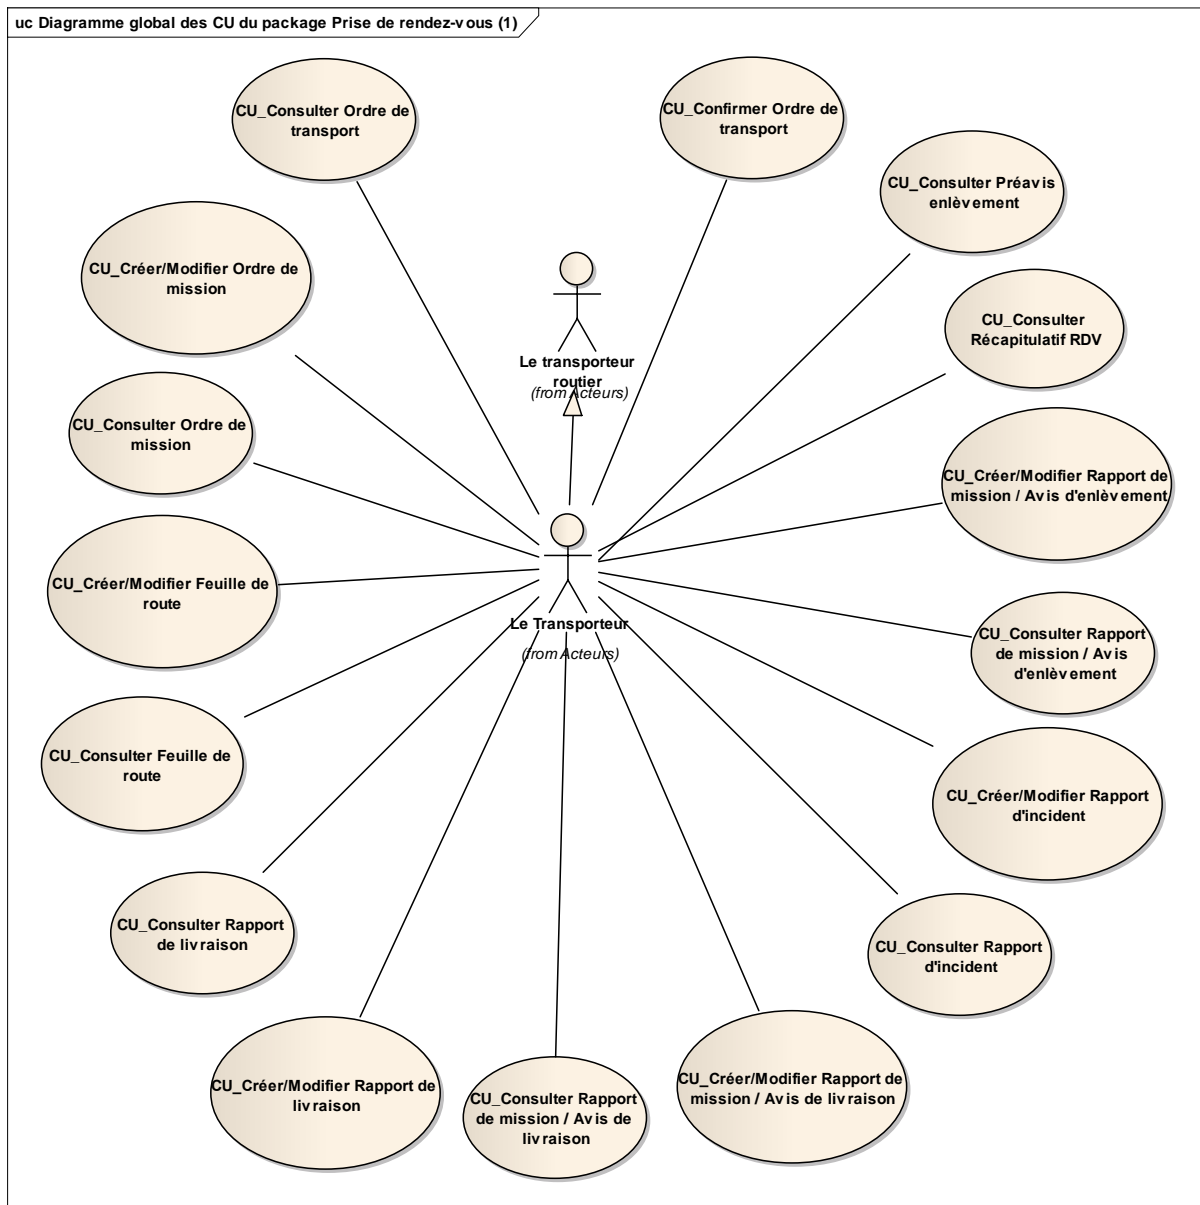 uc Diagramme global des CU du package Prise de rendez-vous (1)
CU_Consulter Ordre de
transport
CU_Confirmer Ordre de
transport
CU_Consulter Préavis
enlèvement
CU_Créer/Modifier Ordre de
mission
CU_Consulter
Récapitulatif RDV
Le transporteur
routier
(from Acteurs)
CU_Consulter Ordre de
mission
CU_Créer/Modifier Rapport de
mission / Avis d'enlèvement
CU_Créer/Modifier Feuille de
route
Le Transporteur
(from Acteurs)
CU_Consulter Rapport
de mission / Avis
d'enlèvement
CU_Consulter Feuille de
route
CU_Créer/Modifier Rapport
d'incident
CU_Consulter Rapport
de livraison
CU_Consulter Rapport
d'incident
CU_Créer/Modifier Rapport de
livraison
CU_Consulter Rapport
de mission / Avis de
livraison
CU_Créer/Modifier Rapport de
mission / Avis de livraison